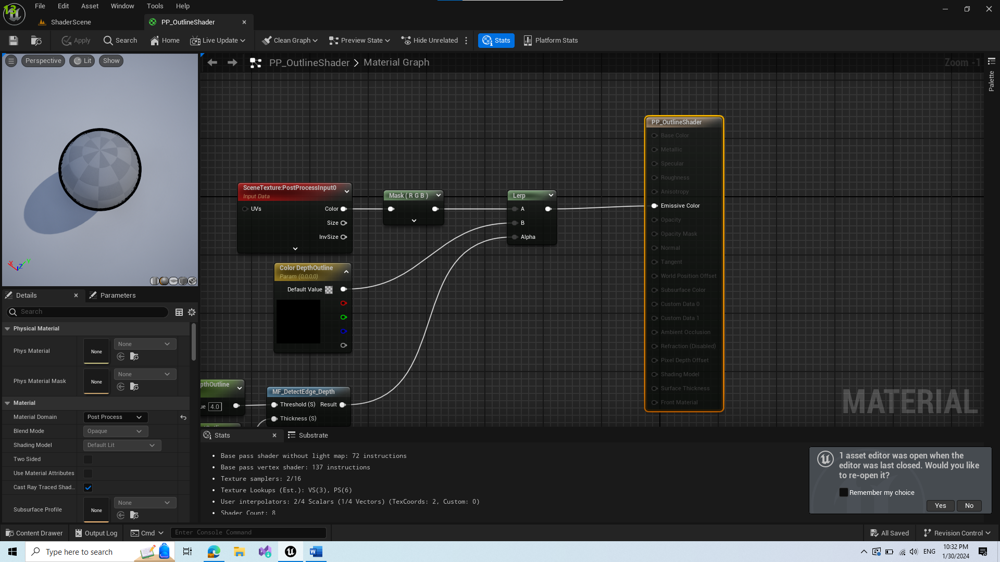 File Edit Asset Window Tools Help
ShaderScene
PP_OutlineShader
Apply Search Home Live Update Clean Graph Preview State Hide Unrelated Stats Platform Stats
Perspective Lit Show
PP_OutlineShader > Material Graph
Zoom -1
Palette
PP_OutlineShader
Base Color
Metallic
Specular
Roughness
Anisotropy
Emissive Color
Opacity
Opacity Mask
Normal
Tangent
World Position Offset
Subsurface Color
Custom Data 0
Custom Data 1
Ambient Occlusion
Refraction (Disabled)
Pixel Depth Offset
Shading Model
Surface Thickness
Front Material
SceneTexture:PostProcessInput0
Input Data
UVs Color
Size
InvSize
Mask ( R G B )
Lerp
A
B
Alpha
Color DepthOutline
Param (0,0,0,0)
Default Value
pthOutline
ue 4.0
MF_DetectEdge_Depth
Threshold (S) Result
Thickness (S)
MATERIAL
X Z Y
Details Parameters
Search
Physical Material
Phys Material None None
Phys Material Mask None None
Material
Material Domain Post Process
Blend Mode Opaque
Shading Model Default Lit
Two Sided
Use Material Attributes
Cast Ray Traced Shad...
Subsurface Profile None None
Stats Substrate
Base pass shader without light map: 72 instructions
Base pass vertex shader: 137 instructions
Texture samplers: 2/16
Texture Lookups (Est.): VS(3), PS(6)
User interpolators: 2/4 Scalars (1/4 Vectors) (TexCoords: 2, Custom: 0)
Shader Count: 8
1 asset editor was open when the
editor was last closed. Would you like
to re-open it?
Remember my choice
Yes No
Content Drawer Output Log Cmd Enter Console Command All Saved Revision Control
Type here to search
ENG
10:32 PM
1/30/2024